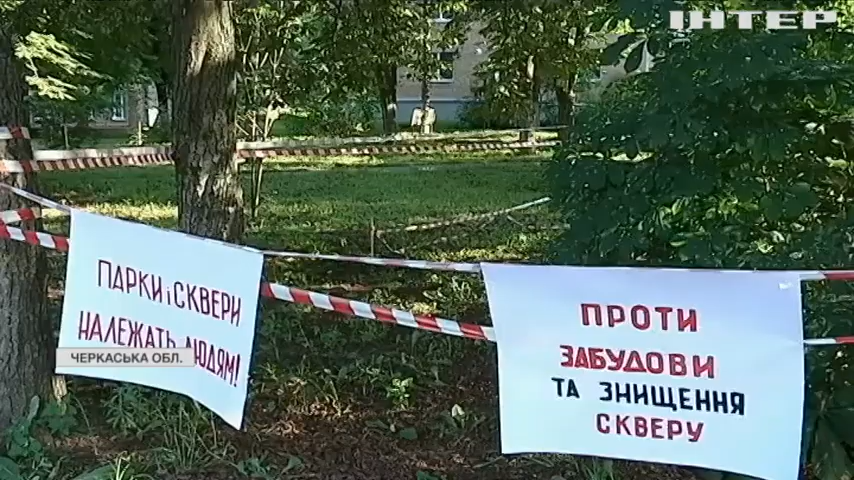 ІНТЕР
ПАРКИ і СКВЕРИ
НАЛЕЖАТЬ ЛЮДЯМ!
ЧЕРКАСЬКА ОБЛ.
ПРОТИ
ЗАБУДОВИ
ТА ЗНИЩЕННЯ
СКВЕРУ